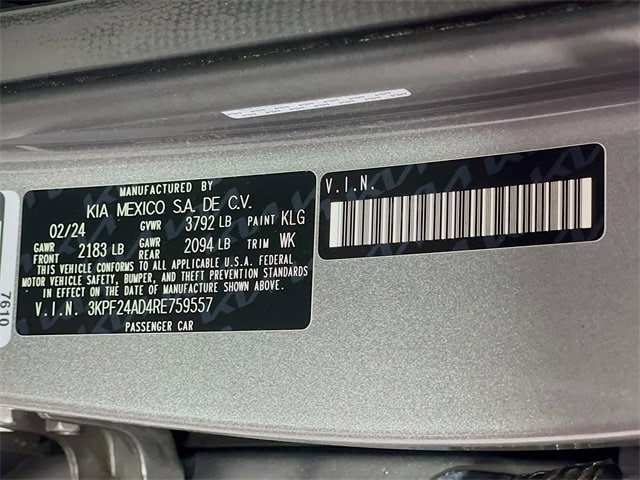 MANUFACTURED BY
KIA MEXICO S.A. DE C.V.
02/24 GVWR 3792 LB PAINT KLG
GAWR FRONT 2183 LB GAWR REAR 2094 LB TRIM WK
THIS VEHICLE CONFORMS TO ALL APPLICABLE U.S.A. FEDERAL
MOTOR VEHICLE SAFETY, BUMPER, AND THEFT PREVENTION STANDARDS
IN EFFECT ON THE DATE OF MANUFACTURE SHOWN ABOVE.
V.I.N. 3KPF24AD4RE759557
PASSENGER CAR
V.I.N.
7610